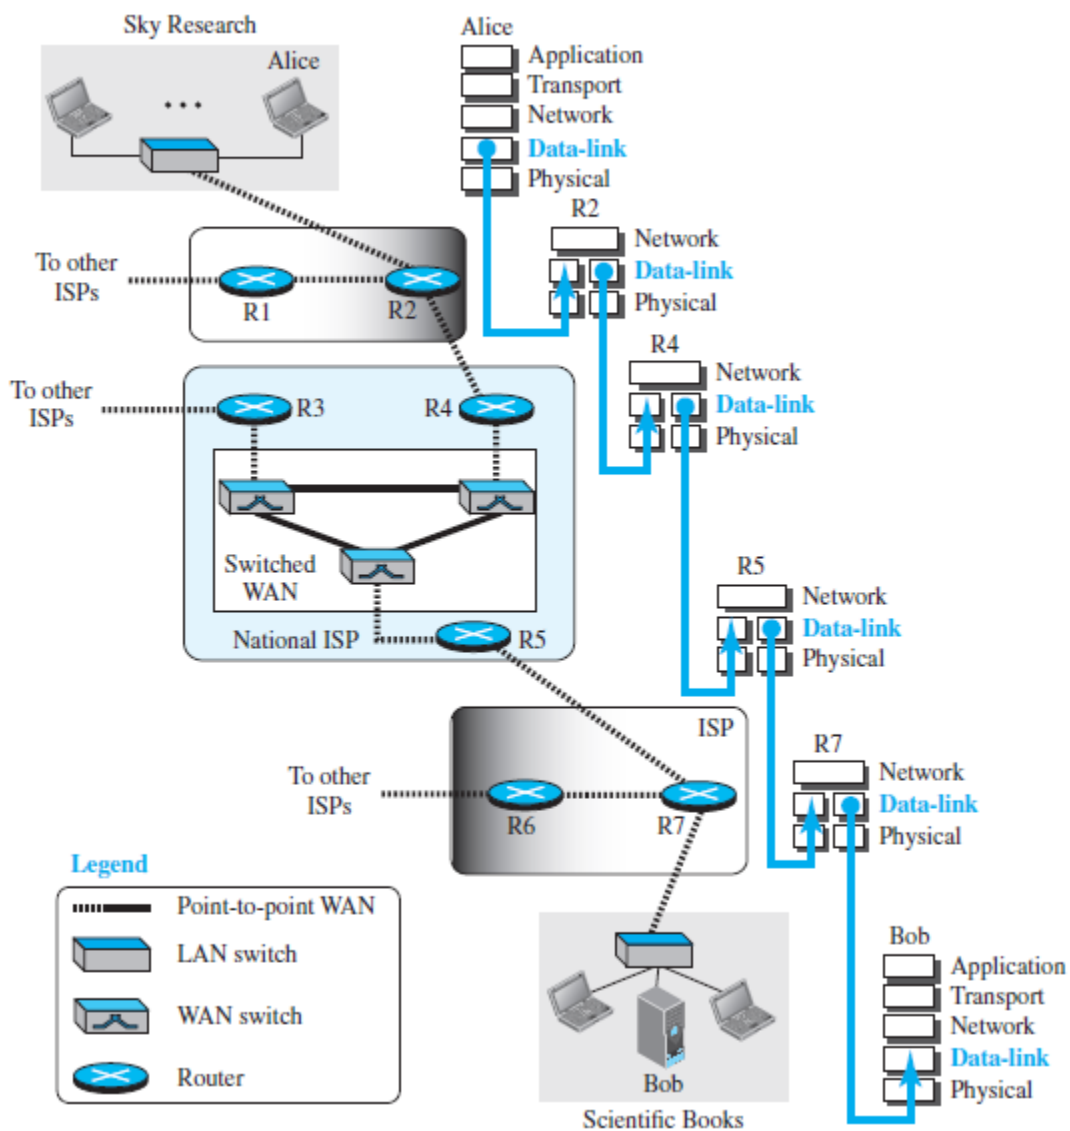 Sky Research
Alice
To other
ISPs
R1
R2
To other
ISPs
R3
R4
Switched
WAN
National ISP
R5
ISP
To other
ISPs
R6
R7
Legend
Point-to-point WAN
LAN switch
WAN switch
Router
Bob
Scientific Books
Alice
Application
Transport
Network
Data-link
Physical
R2
Network
Data-link
Physical
R4
Network
Data-link
Physical
R5
Network
Data-link
Physical
R7
Network
Data-link
Physical
Bob
Application
Transport
Network
Data-link
Physical